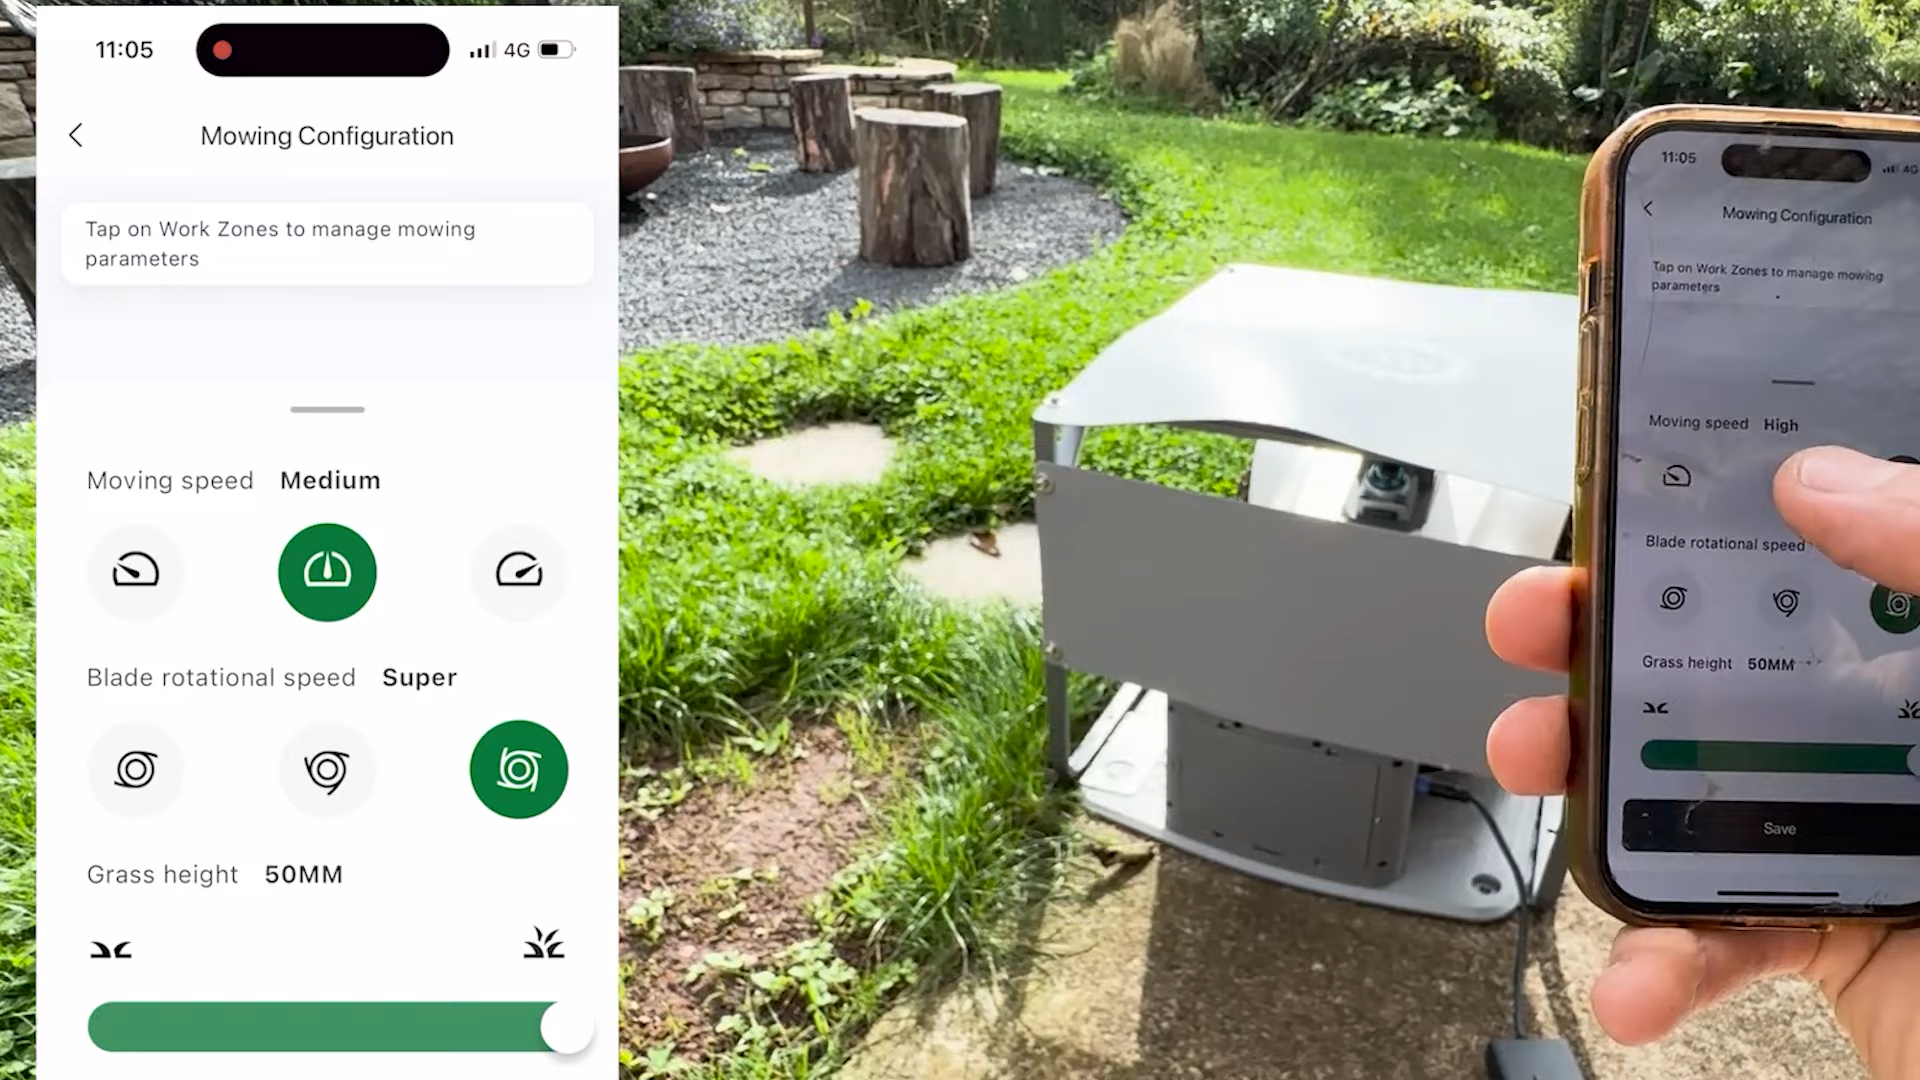 11:05
4G
Mowing Configuration
Tap on Work Zones to manage mowing
parameters
Moving speed Medium
Blade rotational speed Super
Grass height 50MM
11:05
4G
Mowing Configuration
Tap on Work Zones to manage mowing
parameters
Moving speed High
Blade rotational speed
Grass height 50MM
Save